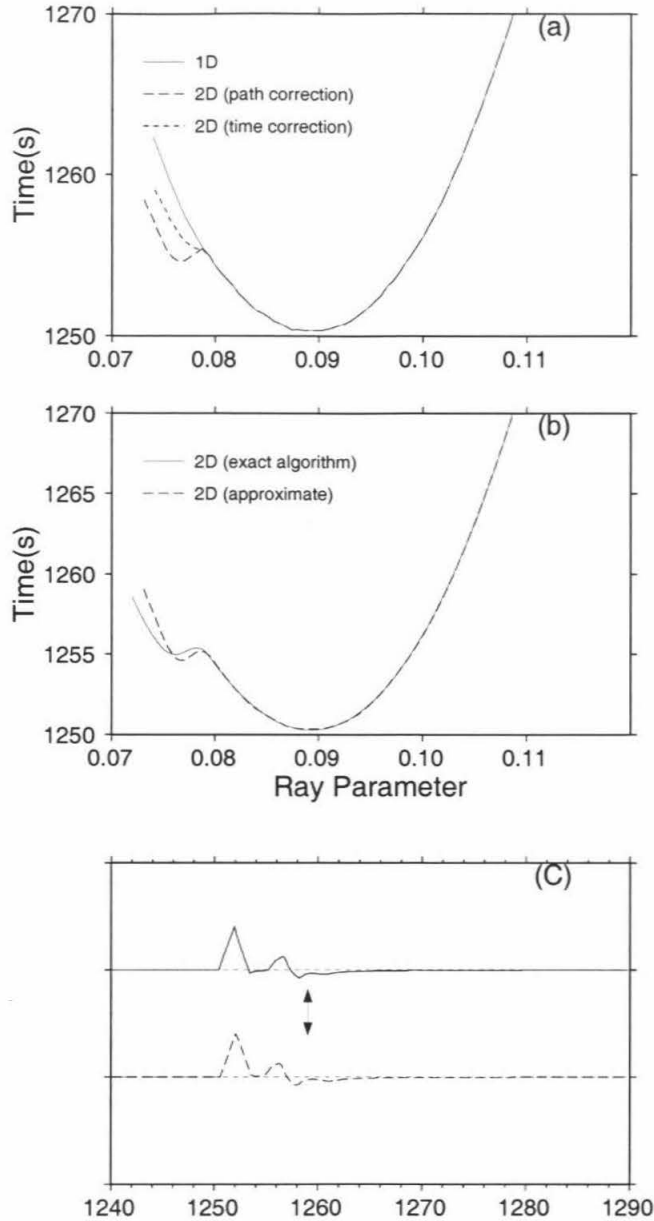 1270
(a)
1D
2D (path correction)
2D (time correction)
1260
Time(s)
1250
0.07 0.08 0.09 0.10 0.11
1270
(b)
2D (exact algorithm)
1265
2D (approximate)
1260
Time(s)
1255
1250
0.07 0.08 0.09 0.10 0.11
Ray Parameter
(C)
1240 1250 1260 1270 1280 1290